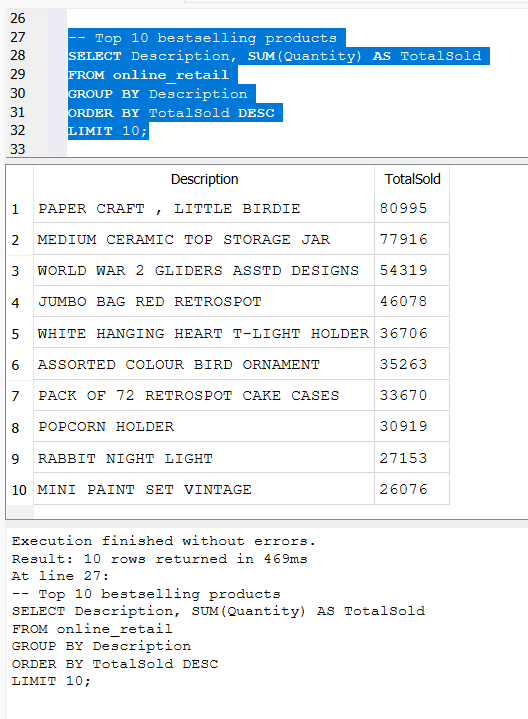 26
27 -- Top 10 bestselling products
28 SELECT Description, SUM(Quantity) AS TotalSold
29 FROM online_retail
30 GROUP BY Description
31 ORDER BY TotalSold DESC
32 LIMIT 10;
33
Description TotalSold
1 PAPER CRAFT , LITTLE BIRDIE 80995
2 MEDIUM CERAMIC TOP STORAGE JAR 77916
3 WORLD WAR 2 GLIDERS ASSTD DESIGNS 54319
4 JUMBO BAG RED RETROSPOT 46078
5 WHITE HANGING HEART T-LIGHT HOLDER 36706
6 ASSORTED COLOUR BIRD ORNAMENT 35263
7 PACK OF 72 RETROSPOT CAKE CASES 33670
8 POPCORN HOLDER 30919
9 RABBIT NIGHT LIGHT 27153
10 MINI PAINT SET VINTAGE 26076
Execution finished without errors.
Result: 10 rows returned in 469ms
At line 27:
-- Top 10 bestselling products
SELECT Description, SUM(Quantity) AS TotalSold
FROM online_retail
GROUP BY Description
ORDER BY TotalSold DESC
LIMIT 10;